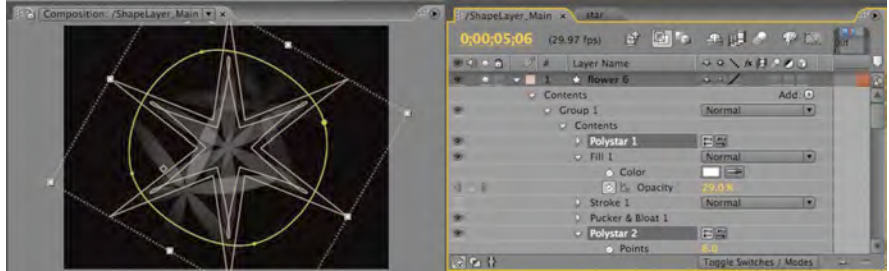 Composition: /ShapeLayer_Main
/ShapeLayer_Main × star
0;00;05;06 (29.97 fps)
# Layer Name
1 flower 6
Contents Add:
Group 1 Normal
Contents
Polystar 1
Fill 1 Normal
Color
Opacity 29.0%
Stroke 1 Normal
Pucker & Bloat 1
Polystar 2
Points 6.0
Toggle Switches / Modes